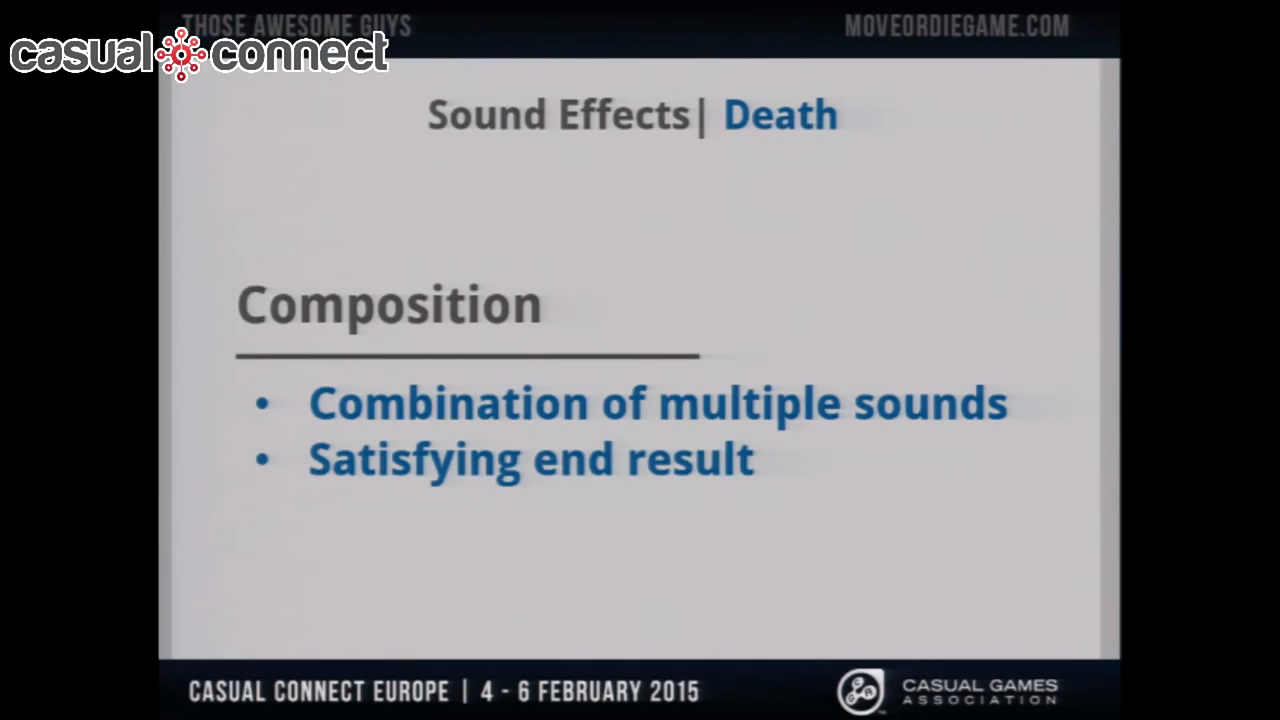 THOSE AWESOME GUYS
MOVEORDIEGAME.COM
casual connect
Sound Effects| Death
Composition
• Combination of multiple sounds
• Satisfying end result
CASUAL CONNECT EUROPE | 4 - 6 FEBRUARY 2015
CASUAL GAMES
ASSOCIATION